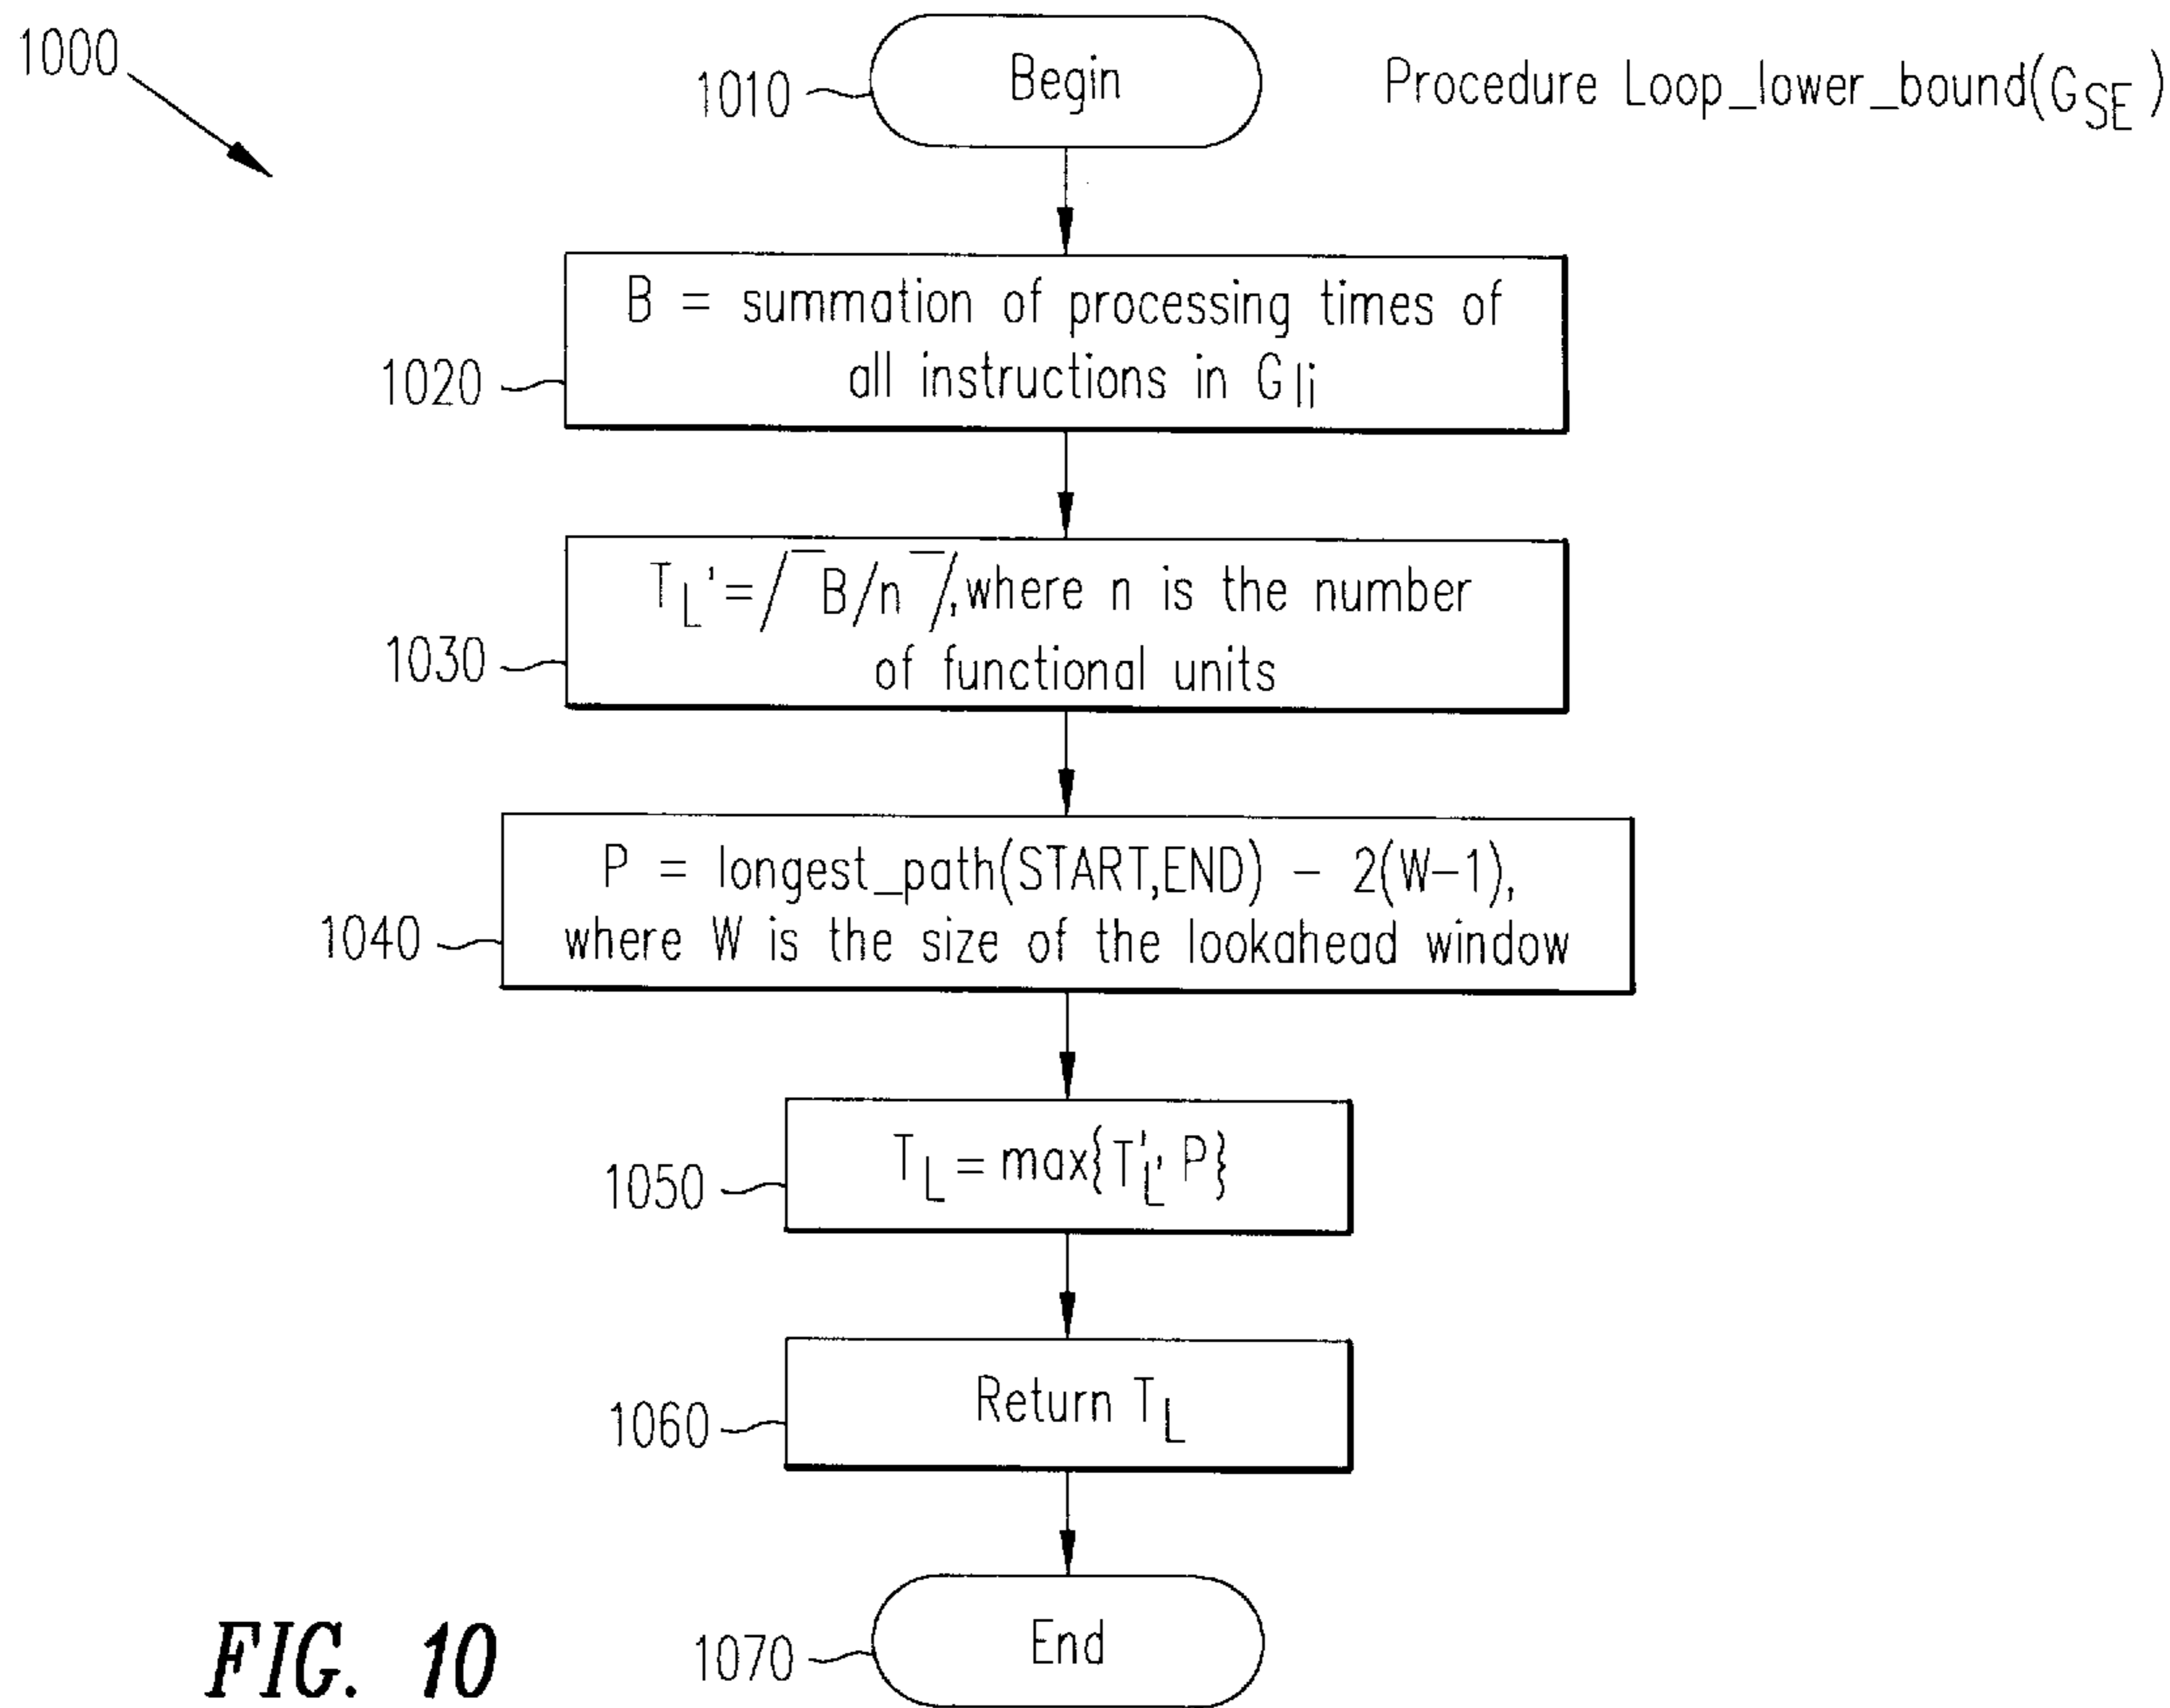 1000
1010
Begin
Procedure Loop_lower_bound(G_SE)
1020
B = summation of processing times of
all instructions in G_li
1030
T_L' = ⌈B/n⌉, where n is the number
of functional units
1040
P = longest_path(START,END) – 2(W–1),
where W is the size of the lookahead window
1050
T_L = max{T'_L, P}
1060
Return T_L
1070
End
FIG. 10